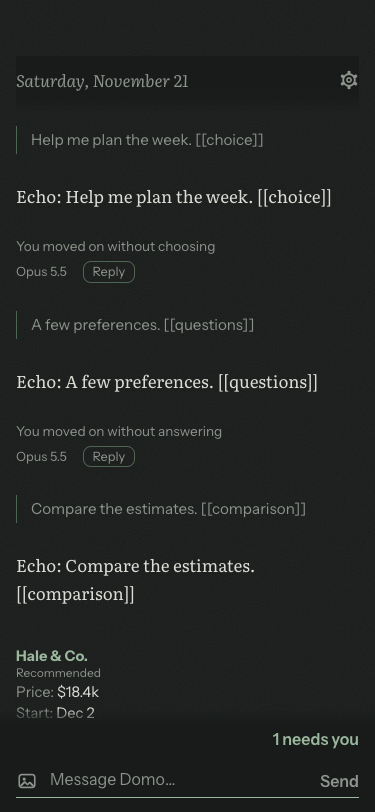 Saturday, November 21
Help me plan the week. [[choice]]
Echo: Help me plan the week. [[choice]]
You moved on without choosing
Opus 5.5 Reply
A few preferences. [[questions]]
Echo: A few preferences. [[questions]]
You moved on without answering
Opus 5.5 Reply
Compare the estimates. [[comparison]]
Echo: Compare the estimates.
[[comparison]]
Hale & Co.
Recommended
Price: $18.4k
Start: Dec 2
1 needs you
Message Domo...
Send